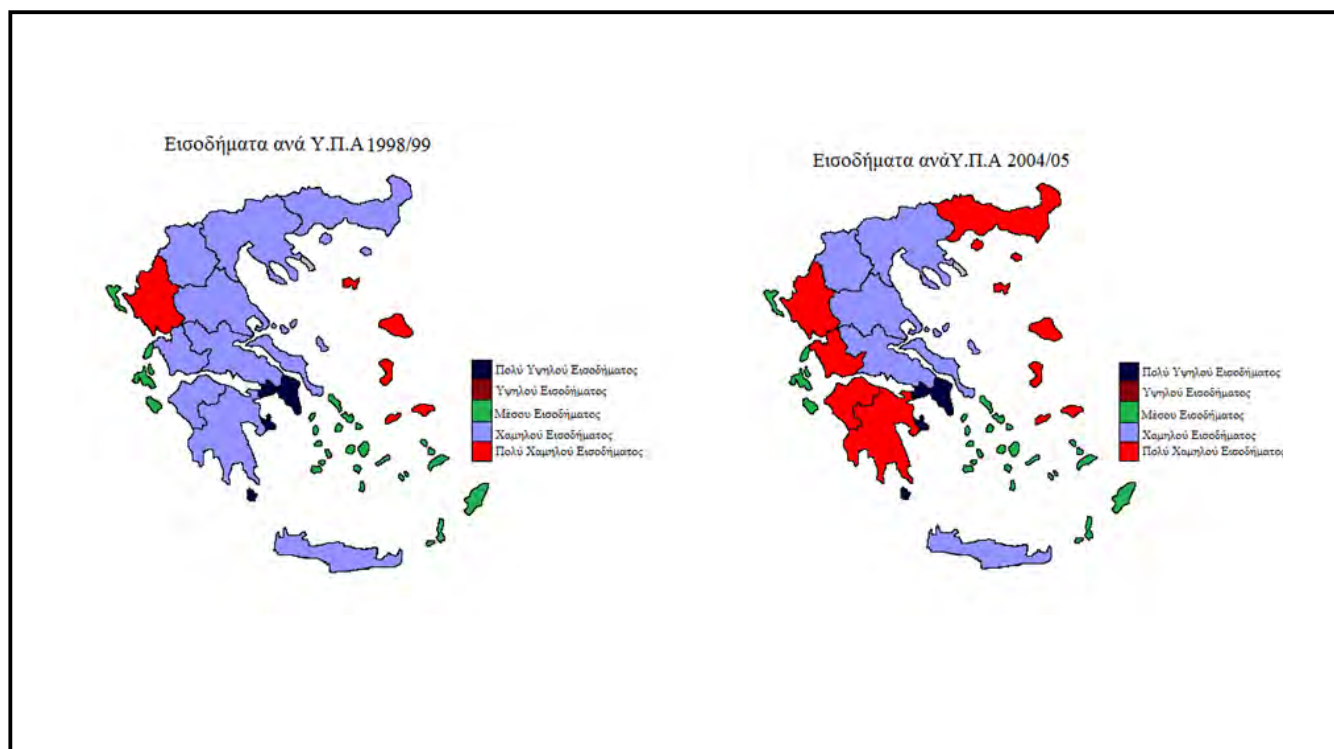 Εισοδήματα ανά Υ.Π.Α 1998/99
Πολύ Υψηλού Εισοδήματος
Υψηλού Εισοδήματος
Μέσου Εισοδήματος
Χαμηλού Εισοδήματος
Πολύ Χαμηλού Εισοδήματος
Εισοδήματα ανάΥ.Π.Α 2004/05
Πολύ Υψηλού Εισοδήματος
Υψηλού Εισοδήματος
Μέσου Εισοδήματος
Χαμηλού Εισοδήματος
Πολύ Χαμηλού Εισοδήματος